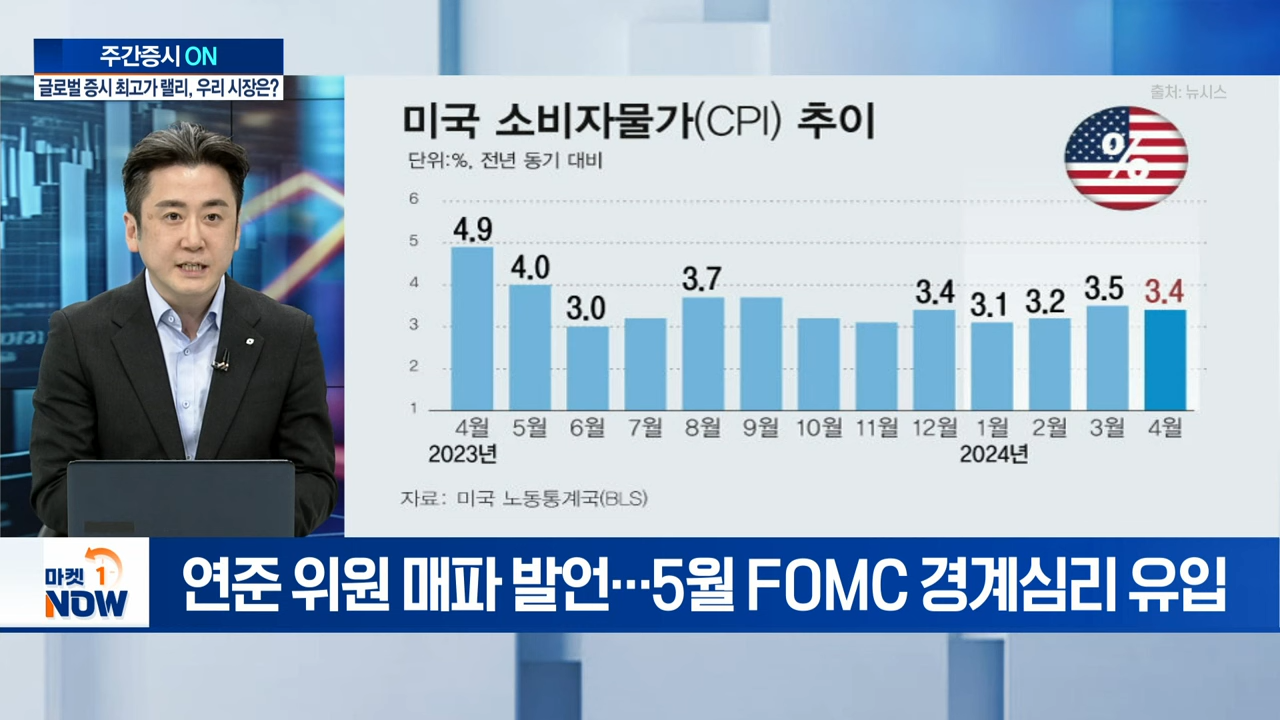 주간증시 ON
글로벌 증시 최고가 랠리, 우리 시장은?
출처: 뉴시스
미국 소비자물가(CPI) 추이
단위:%, 전년 동기 대비
%
6
5
4
3
2
1
4.9
4.0
3.0
3.7
3.4
3.1
3.2
3.5
3.4
4월 5월 6월 7월 8월 9월 10월 11월 12월 1월 2월 3월 4월
2023년 2024년
자료: 미국 노동통계국(BLS)
마켓 1
NOW
연준 위원 매파 발언…5월 FOMC 경계심리 유입